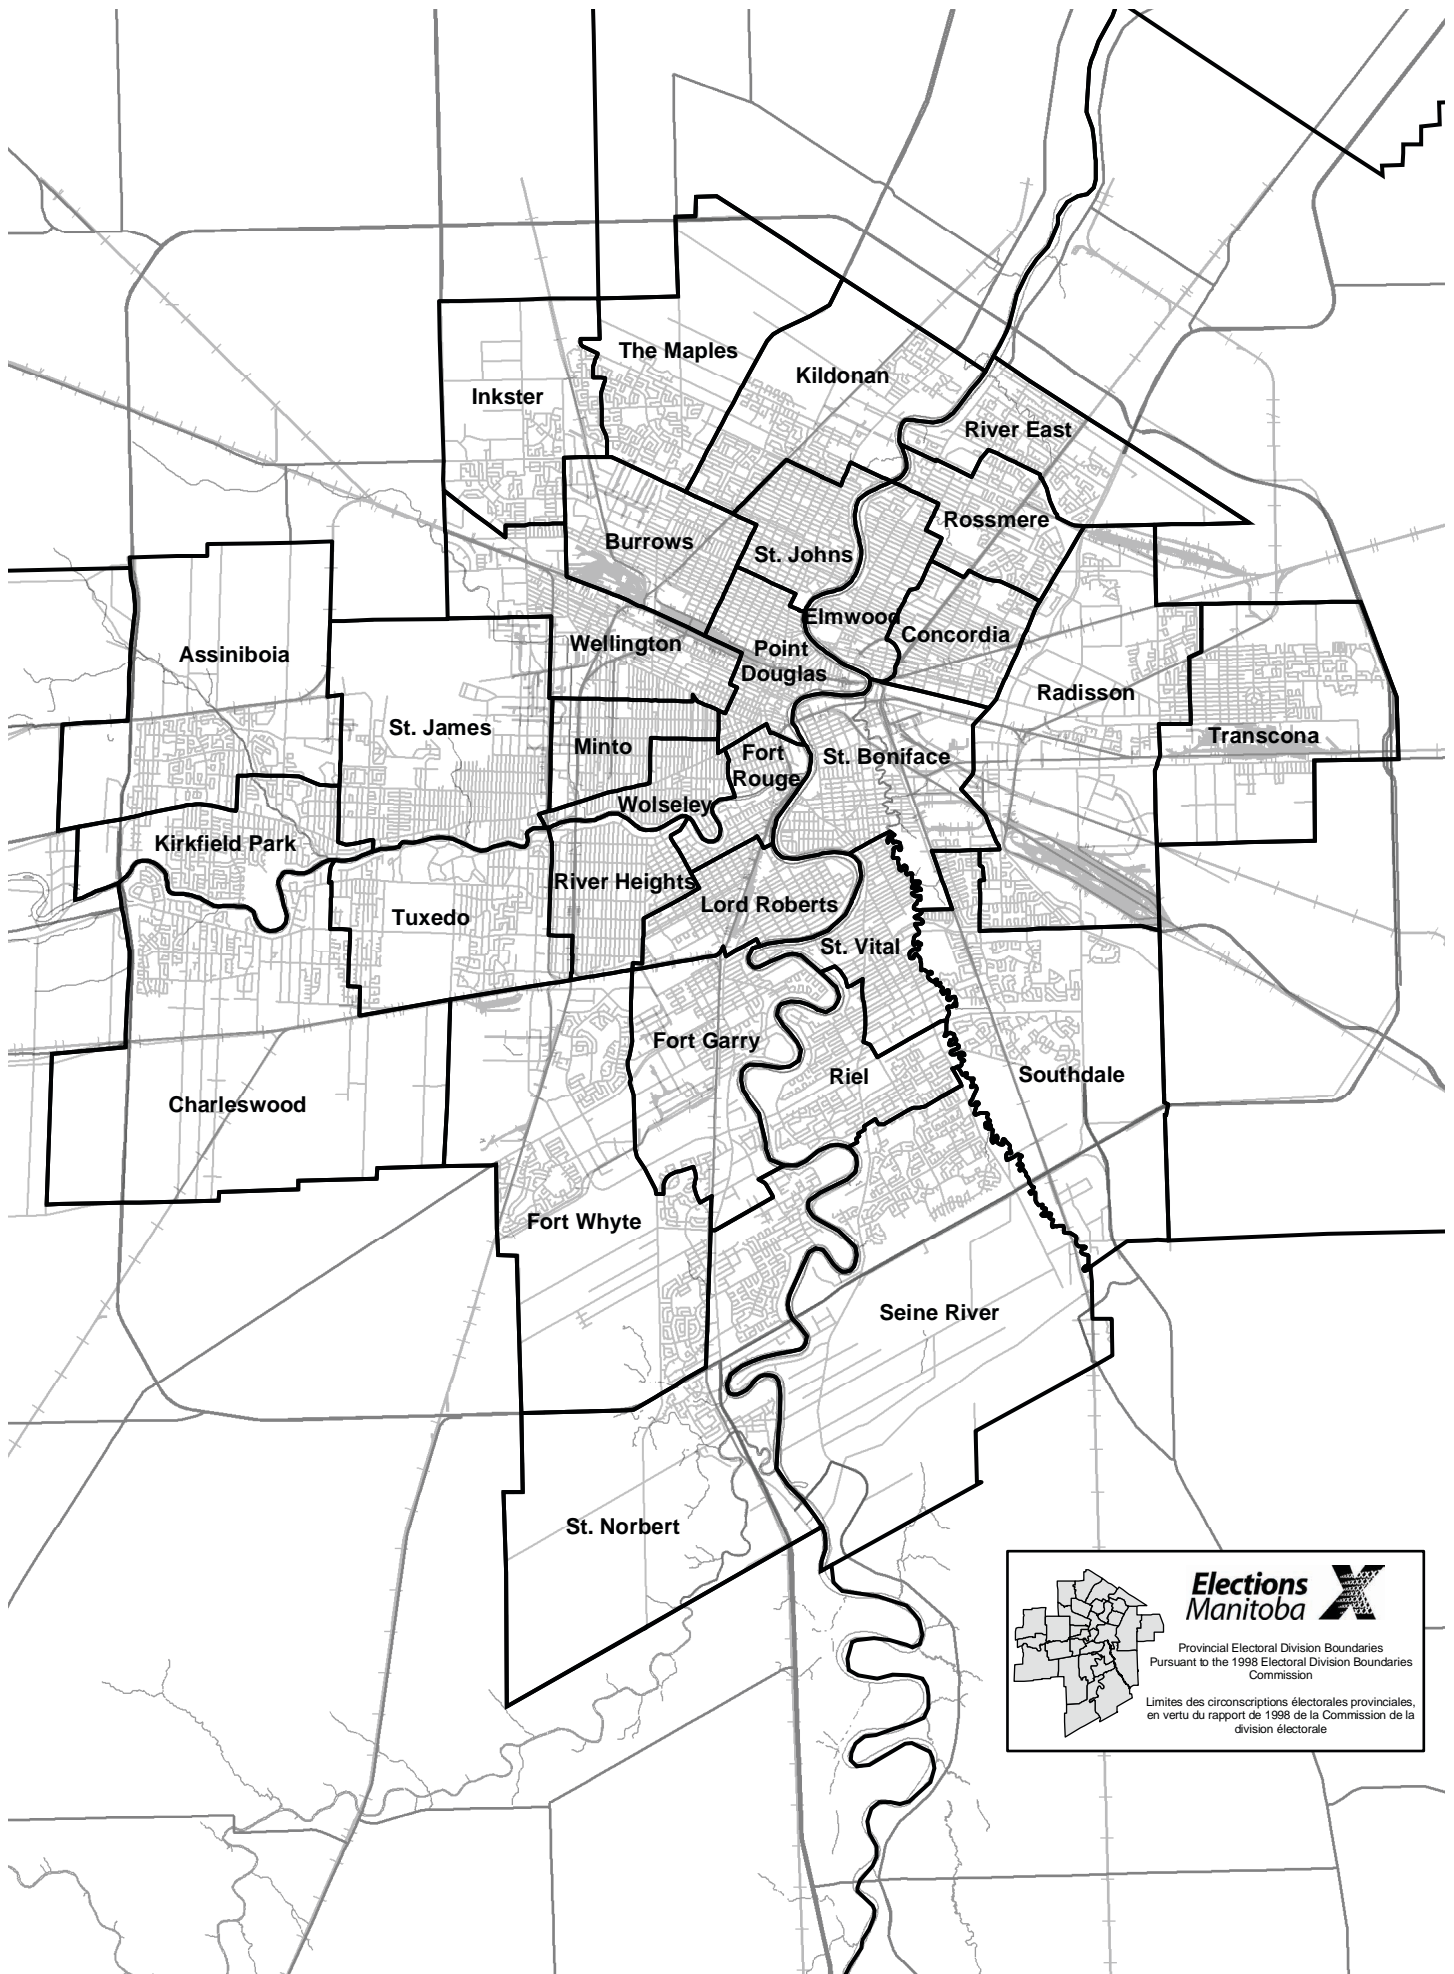 The Maples
Kildonan
Inkster
River East
Rossmere
Burrows
St. Johns
Elmwood
Concordia
Wellington
Point
Douglas
Assiniboia
Radisson
St. James
Transcona
Minto
Fort
Rouge
St. Boniface
Wolseley
Kirkfield Park
River Heights
Lord Roberts
Tuxedo
St. Vital
Fort Garry
Riel
Southdale
Charleswood
Fort Whyte
Seine River
St. Norbert
Elections
Manitoba
Provincial Electoral Division Boundaries
Pursuant to the 1998 Electoral Division Boundaries
Commission
Limites des circonscriptions électorales provinciales,
en vertu du rapport de 1998 de la Commission de la
division électorale